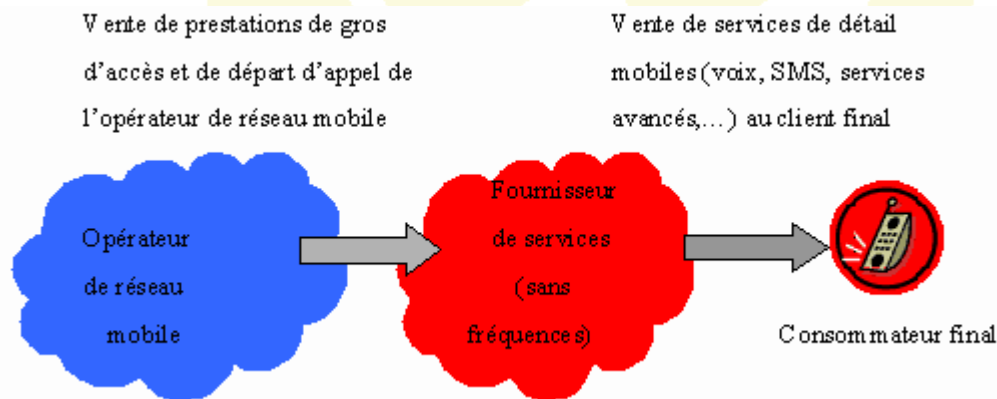 Vente de prestations de gros
d'accès et de départ d'appel de
l'opérateur de réseau mobile
Vente de services de détail
mobiles (voix, SMS, services
avancés,...) au client final
Opérateur
de réseau
mobile
Fournisseur
de services
(sans
fréquences)
Consommateur final